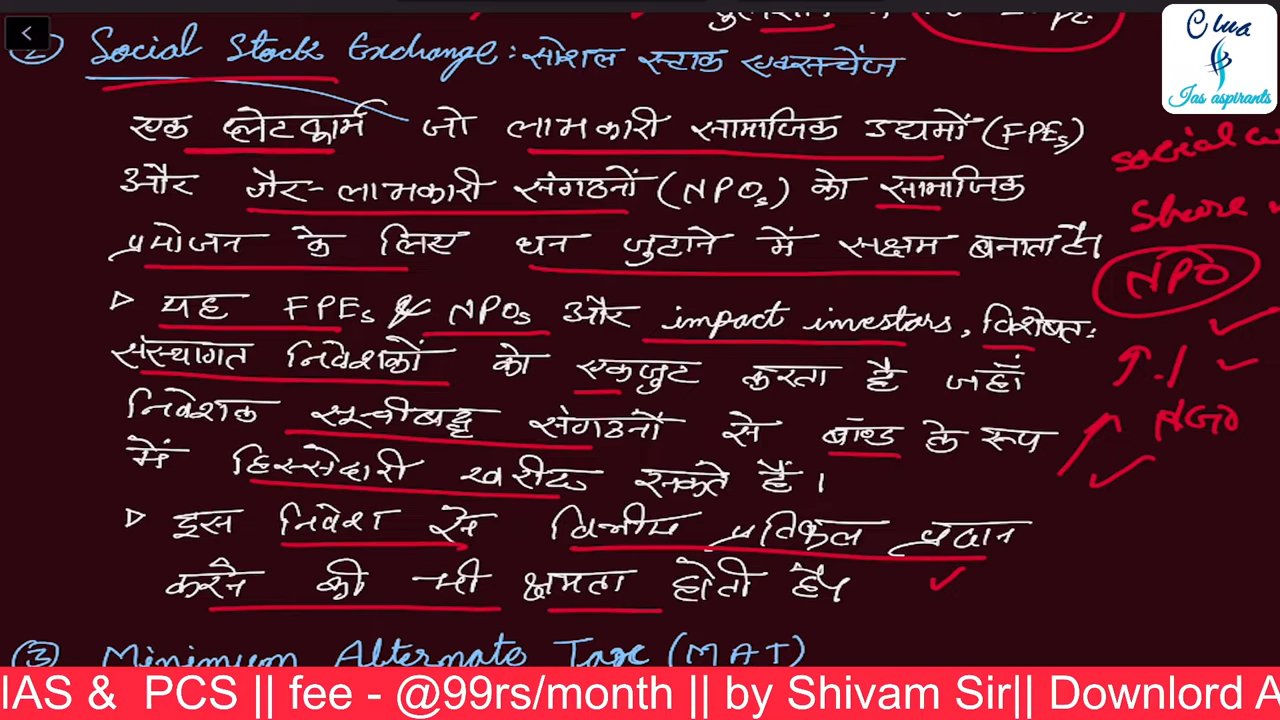 ② Social Stock Exchange: सोशल स्टाक एक्सचेंज
Clua
Ias aspirants
एक प्लेटफार्म जो लाभकारी सामाजिक उद्यमों (FPEs)
social
और गैर-लाभकारी संगठनों (NPOs) को सामाजिक
Share
प्रयोजन के लिए धन जुटाने में सक्षम बनाता है।
NPO
▷ यह FPEs & NPOs और impact investars, विशेषत:
संस्थागत निवेशकों को एकजुट करता है जहाँ
निवेशक सूचीबद्ध संगठनों से बॉण्ड के रूप
NGO
में हिस्सेदारी खरीद सकते हैं।
▷ इस निवेश से वित्तीय प्रतिफल प्रदान
करने की भी क्षमता होती है।
③ Minimum Alternate Tax (MAT)
IAS & PCS || fee - @99rs/month || by Shivam Sir|| Downlord A